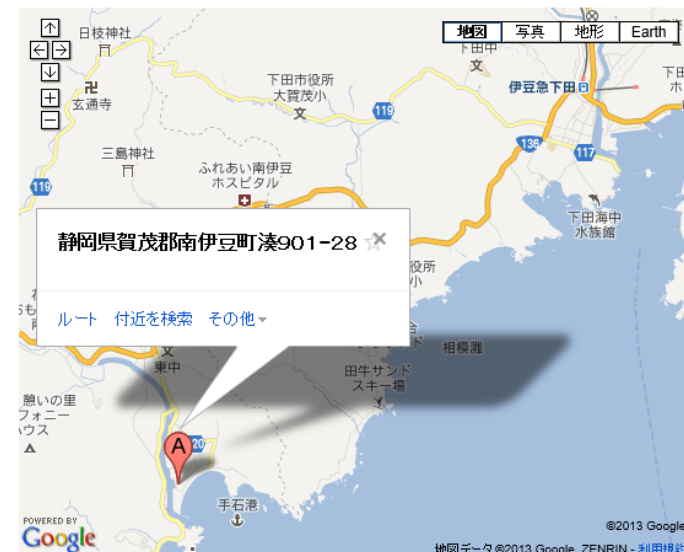 日枝神社
地図 写真 地形 Earth
下田中
文
卍
玄通寺
下田市役所
大賀茂小
文
119
伊豆急下田
136
117
三島神社
119
ふれあい南伊豆
ホスピタル
下田海中
水族館
静岡県賀茂郡南伊豆町湊901-28
ルート 付近を検索 その他
役所
小
文
東中
相模灘
田牛サンド
スキー場
憩いの里
フォニー
ハウス
A
20
手石港
POWERED BY
Google
©2013 Google
地図データ ©2013 Google, ZENRIN - 利用規約